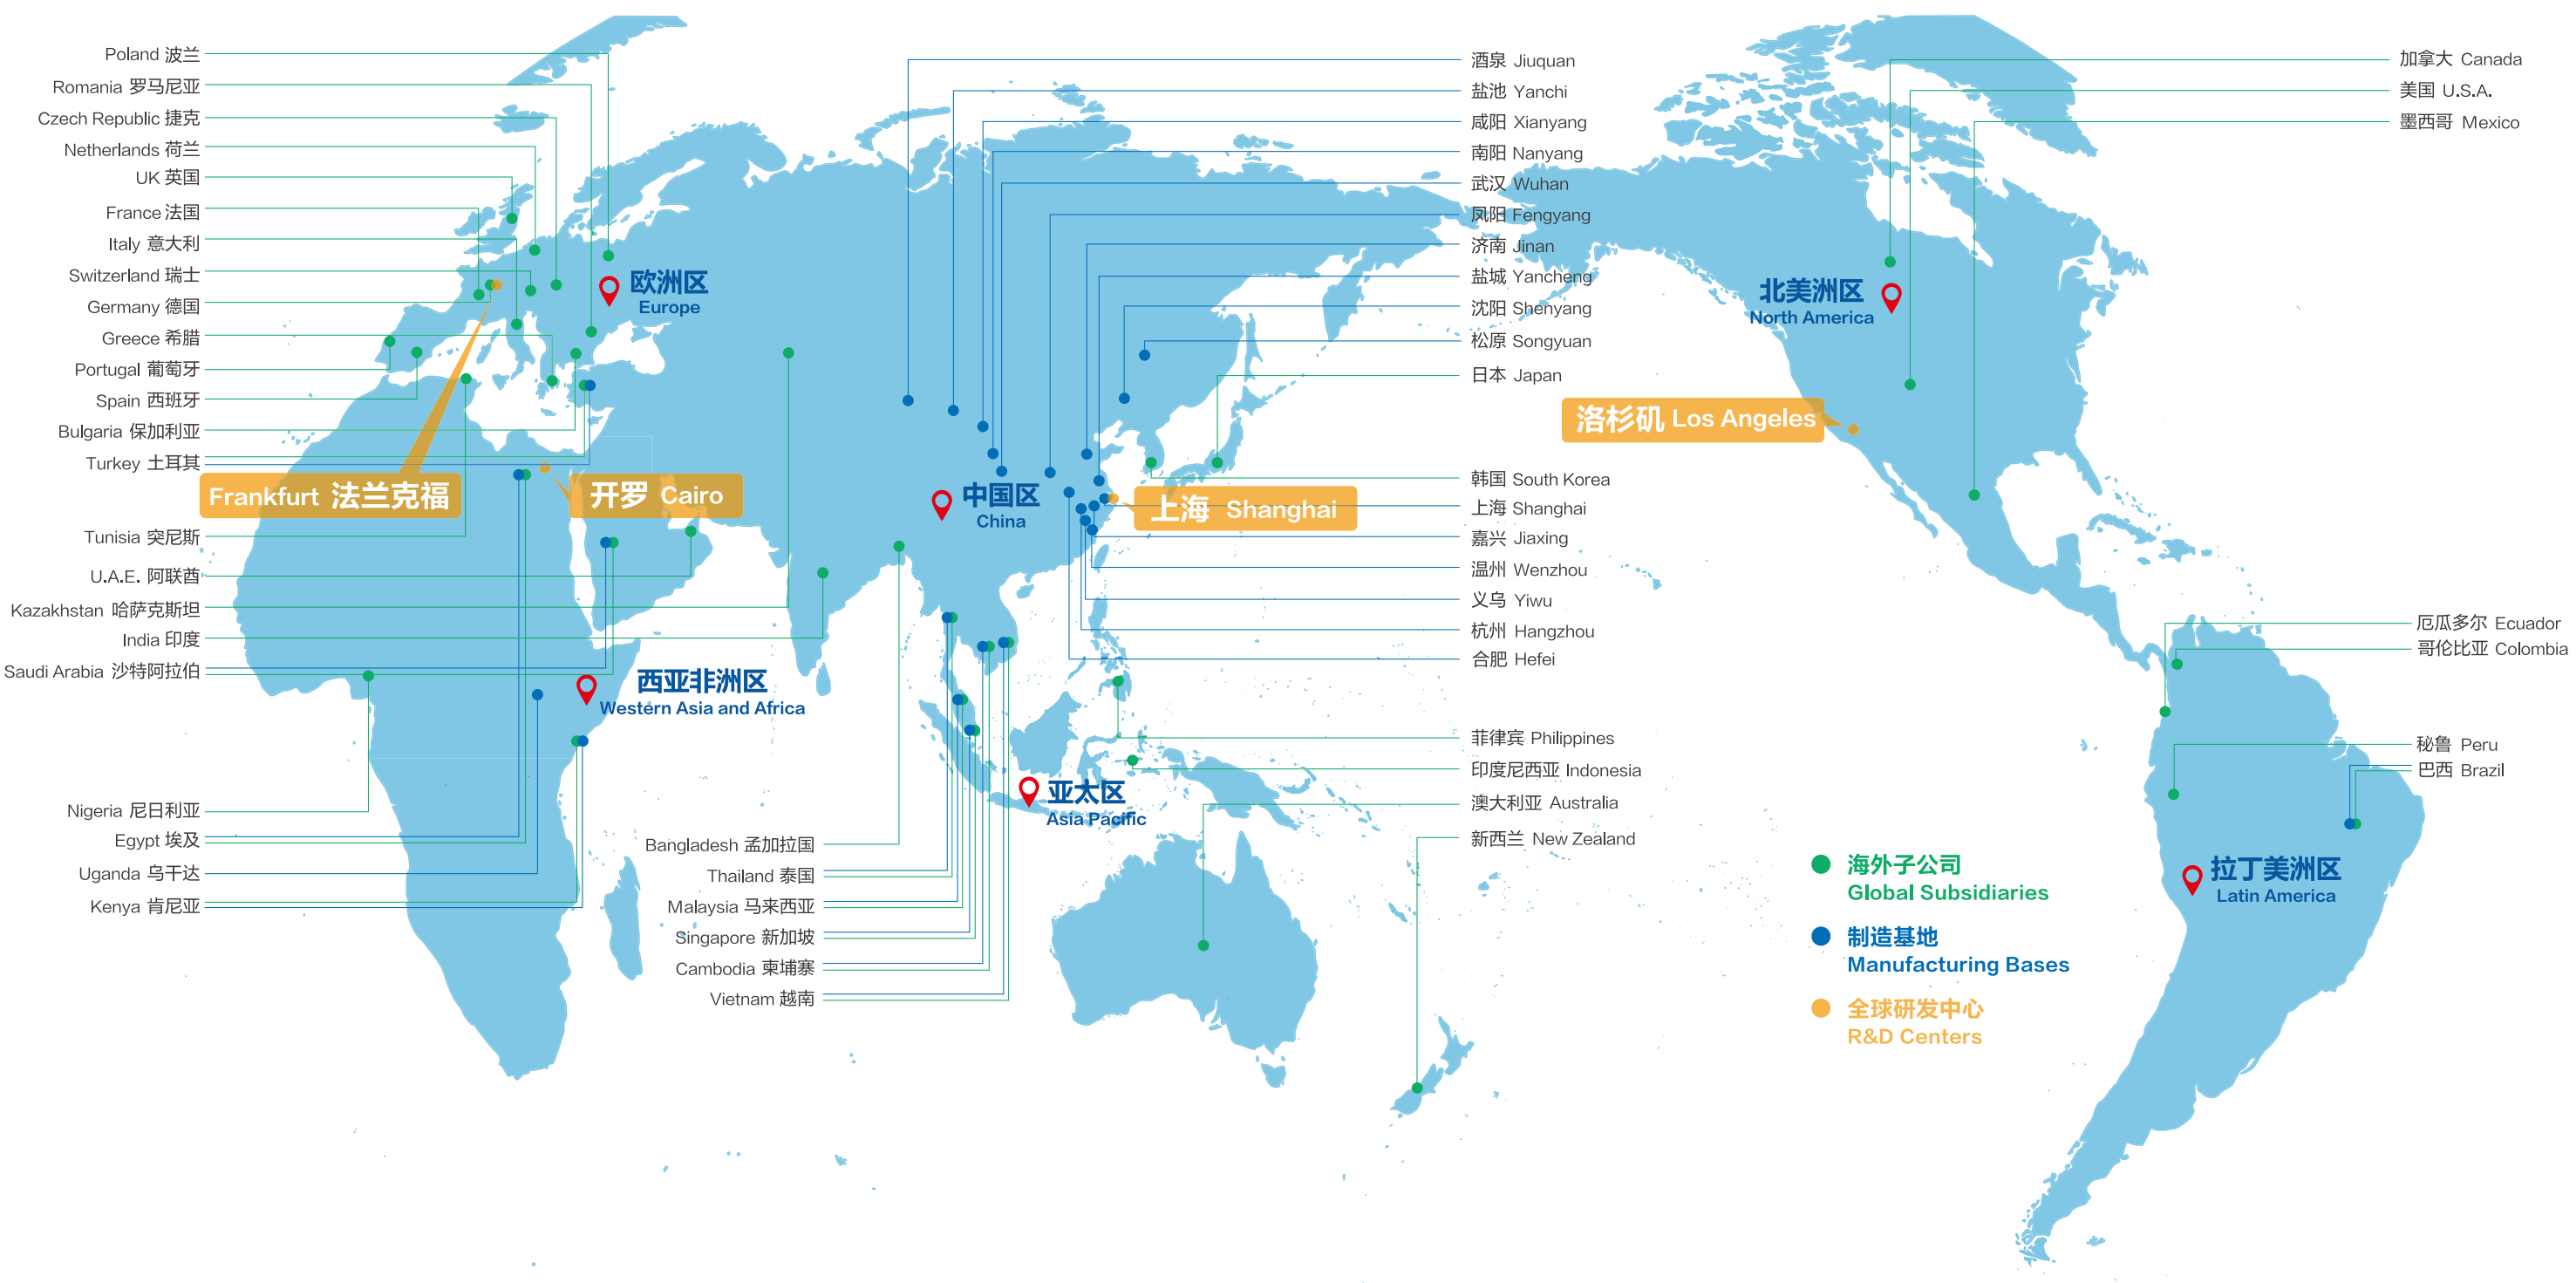 Poland 波兰
Romania 罗马尼亚
Czech Republic 捷克
Netherlands 荷兰
UK 英国
France 法国
Italy 意大利
Switzerland 瑞士
Germany 德国
Greece 希腊
Portugal 葡萄牙
Spain 西班牙
Bulgaria 保加利亚
Turkey 土耳其
Frankfurt 法兰克福
开罗 Cairo
Tunisia 突尼斯
U.A.E. 阿联酋
Kazakhstan 哈萨克斯坦
India 印度
Saudi Arabia 沙特阿拉伯
Nigeria 尼日利亚
Egypt 埃及
Uganda 乌干达
Kenya 肯尼亚
欧洲区
Europe
西亚非洲区
Western Asia and Africa
Bangladesh 孟加拉国
Thailand 泰国
Malaysia 马来西亚
Singapore 新加坡
Cambodia 柬埔寨
Vietnam 越南
中国区
China
亚太区
Asia Pacific
酒泉 Jiuquan
盐池 Yanchi
咸阳 Xianyang
南阳 Nanyang
武汉 Wuhan
凤阳 Fengyang
济南 Jinan
盐城 Yancheng
沈阳 Shenyang
松原 Songyuan
日本 Japan
韩国 South Korea
上海 Shanghai
上海 Shanghai
嘉兴 Jiaxing
温州 Wenzhou
义乌 Yiwu
杭州 Hangzhou
合肥 Hefei
菲律宾 Philippines
印度尼西亚 Indonesia
澳大利亚 Australia
新西兰 New Zealand
北美洲区
North America
洛杉矶 Los Angeles
加拿大 Canada
美国 U.S.A.
墨西哥 Mexico
厄瓜多尔 Ecuador
哥伦比亚 Colombia
秘鲁 Peru
巴西 Brazil
拉丁美洲区
Latin America
海外子公司
Global Subsidiaries
制造基地
Manufacturing Bases
全球研发中心
R&D Centers